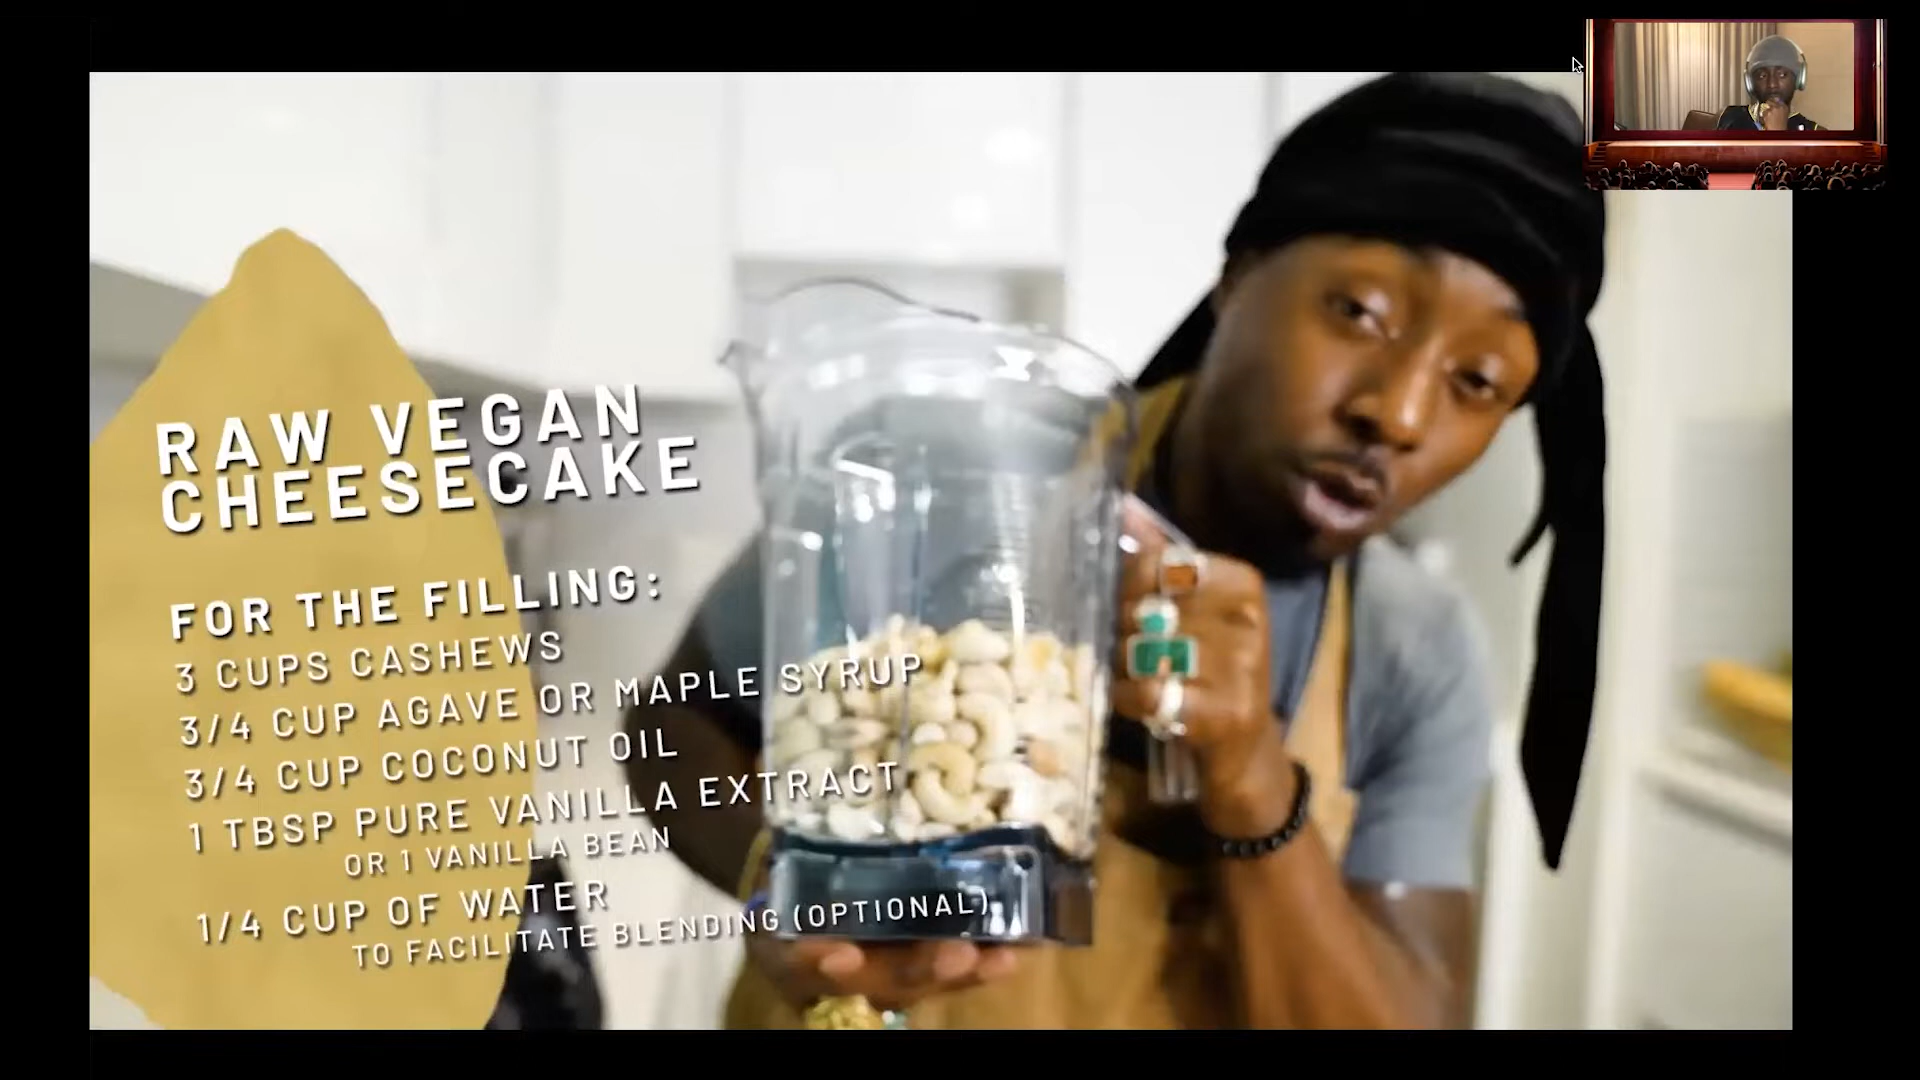 RAW VEGAN
CHEESECAKE
FOR THE FILLING:
3 CUPS CASHEWS
3/4 CUP AGAVE OR MAPLE SYRUP
3/4 CUP COCONUT OIL
1 TBSP PURE VANILLA EXTRACT
OR 1 VANILLA BEAN
1/4 CUP OF WATER
TO FACILITATE BLENDING (OPTIONAL)